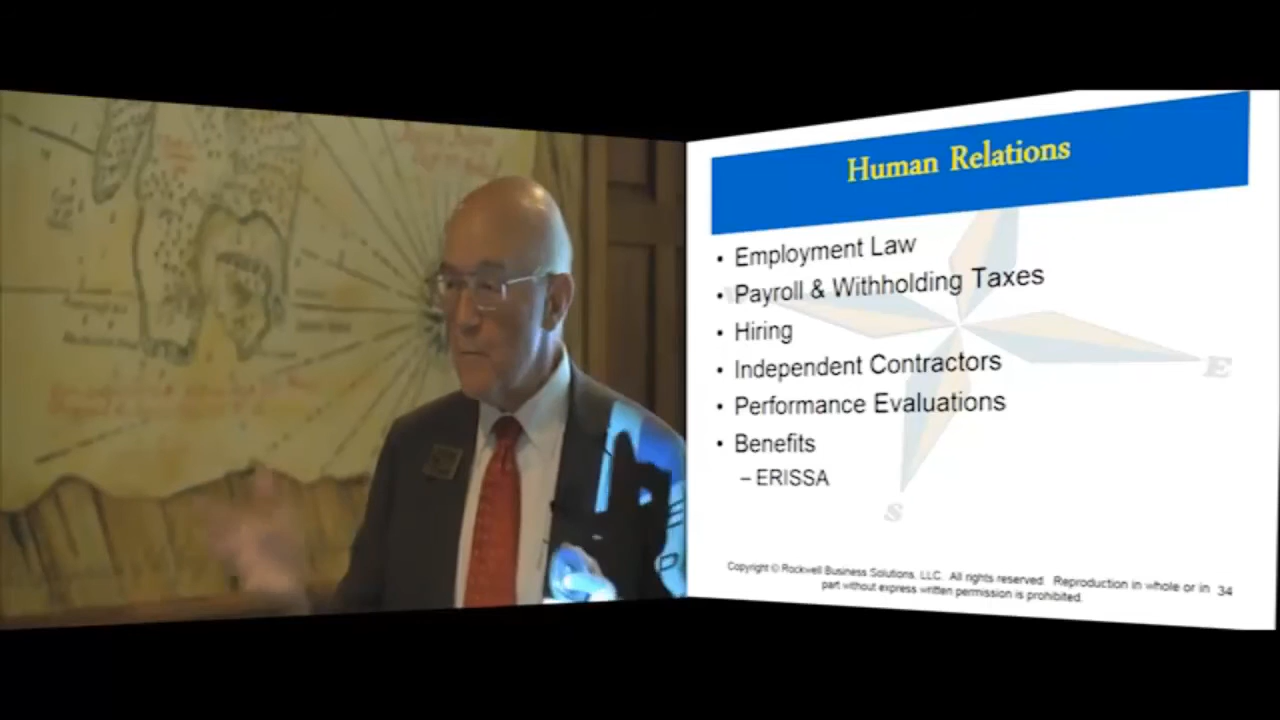 Human Relations
• Employment Law
• Payroll & Withholding Taxes
• Hiring
• Independent Contractors
• Performance Evaluations
• Benefits
– ERISSA
E
S
Copyright © Rockwell Business Solutions, LLC. All rights reserved. Reproduction in whole or in
part without express written permission is prohibited.
34